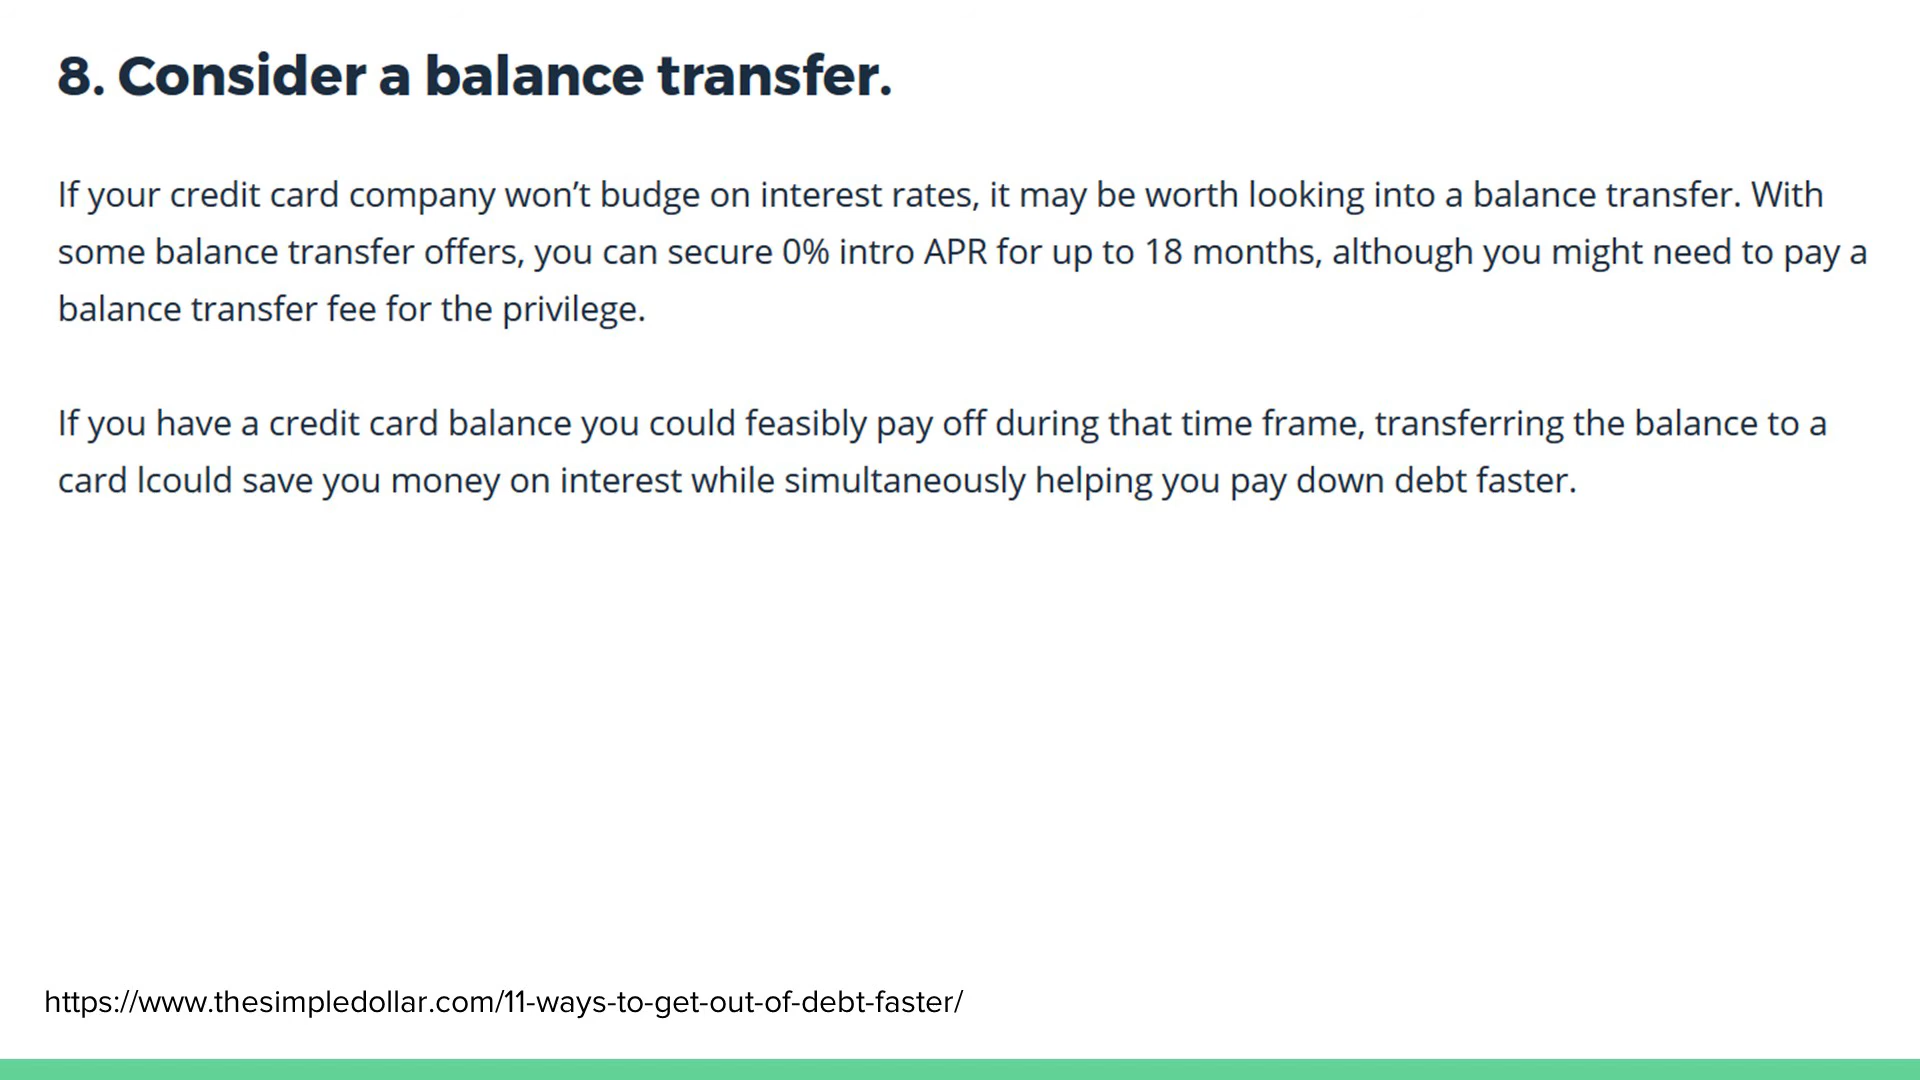 8. Consider a balance transfer.
If your credit card company won’t budge on interest rates, it may be worth looking into a balance transfer. With
some balance transfer offers, you can secure 0% intro APR for up to 18 months, although you might need to pay a
balance transfer fee for the privilege.
If you have a credit card balance you could feasibly pay off during that time frame, transferring the balance to a
card lcould save you money on interest while simultaneously helping you pay down debt faster.
https://www.thesimpledollar.com/11-ways-to-get-out-of-debt-faster/